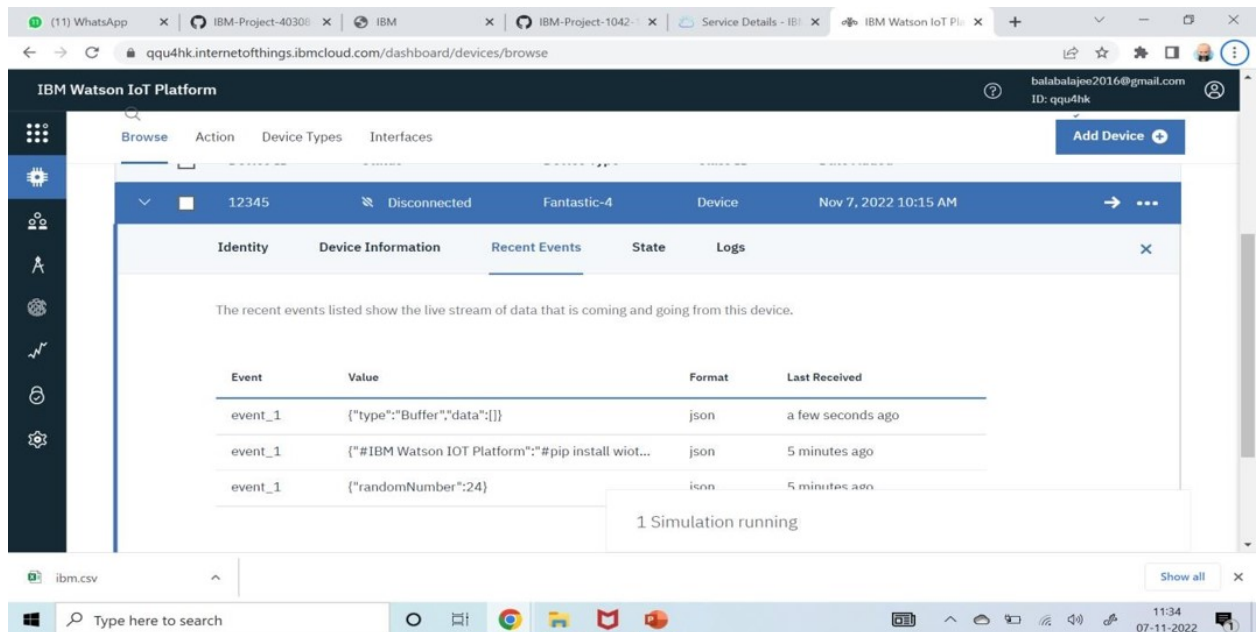 (11) WhatsApp
IBM-Project-40308
IBM
IBM-Project-1042-
Service Details - IB
IBM Watson IoT Pla
qqu4hk.internetofthings.ibmcloud.com/dashboard/devices/browse
IBM Watson IoT Platform
balabalajee2016@gmail.com
ID: qqu4hk
Browse Action Device Types Interfaces
Add Device
12345 Disconnected Fantastic-4 Device Nov 7, 2022 10:15 AM
Identity Device Information Recent Events State Logs
The recent events listed show the live stream of data that is coming and going from this device.
Event Value Format Last Received
event_1 {"type":"Buffer","data":[]} json a few seconds ago
event_1 {"#IBM Watson IOT Platform":"#pip install wiot... json 5 minutes ago
event_1 {"randomNumber":24} json 5 minutes ago
1 Simulation running
ibm.csv
Show all
Type here to search
11:34
07-11-2022